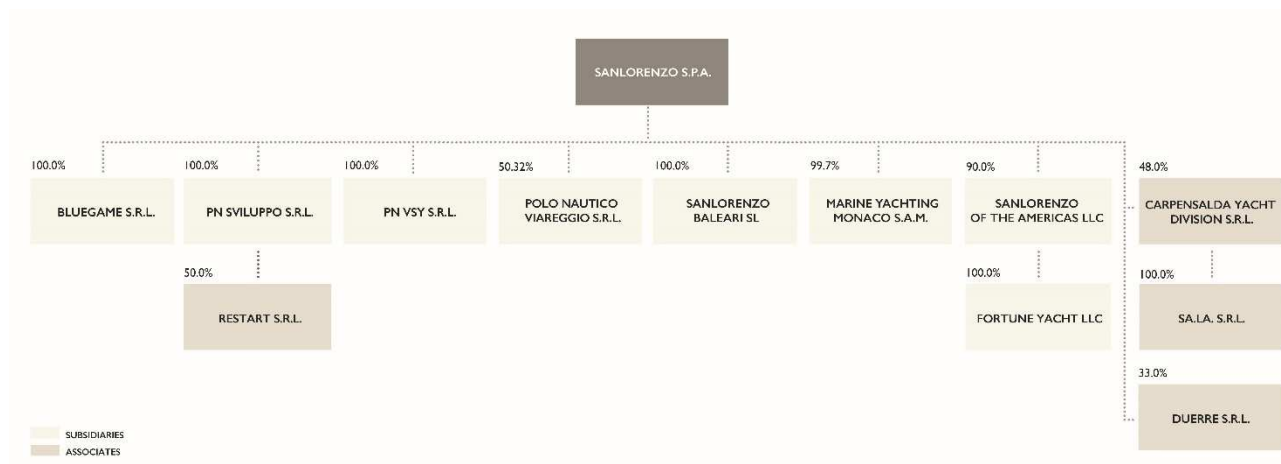 SANLORENZO S.P.A.
100.0%
BLUEGAME S.R.L.
100.0%
PN SVILUPPO S.R.L.
100.0%
PN VSY S.R.L.
50.32%
POLO NAUTICO
VIAREGGIO S.R.L.
100.0%
SANLORENZO
BALEARI SL
99.7%
MARINE YACHTING
MONACO S.A.M.
90.0%
SANLORENZO
OF THE AMERICAS LLC
48.0%
CARPENSALDA YACHT
DIVISION S.R.L.
50.0%
RESTART S.R.L.
100.0%
FORTUNE YACHT LLC
100.0%
SA.LA. S.R.L.
33.0%
DUERRE S.R.L.
SUBSIDIARIES
ASSOCIATES